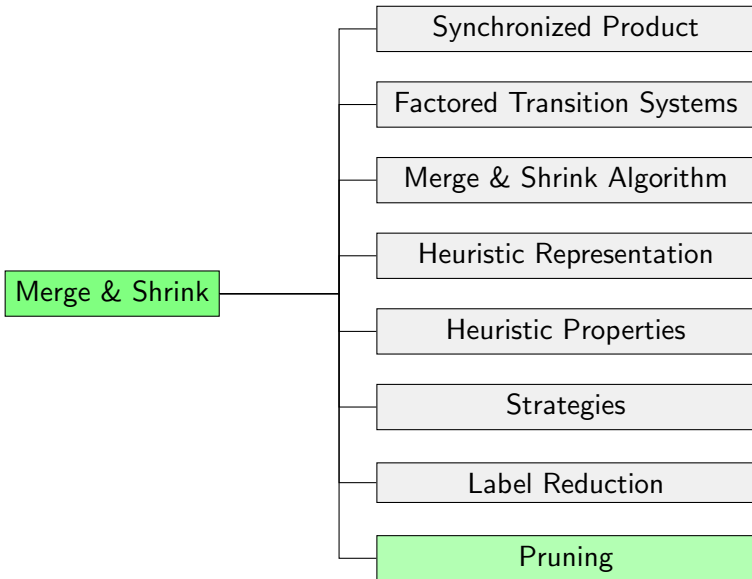 Synchronized Product
Factored Transition Systems
Merge & Shrink Algorithm
Heuristic Representation
Merge & Shrink
Heuristic Properties
Strategies
Label Reduction
Pruning